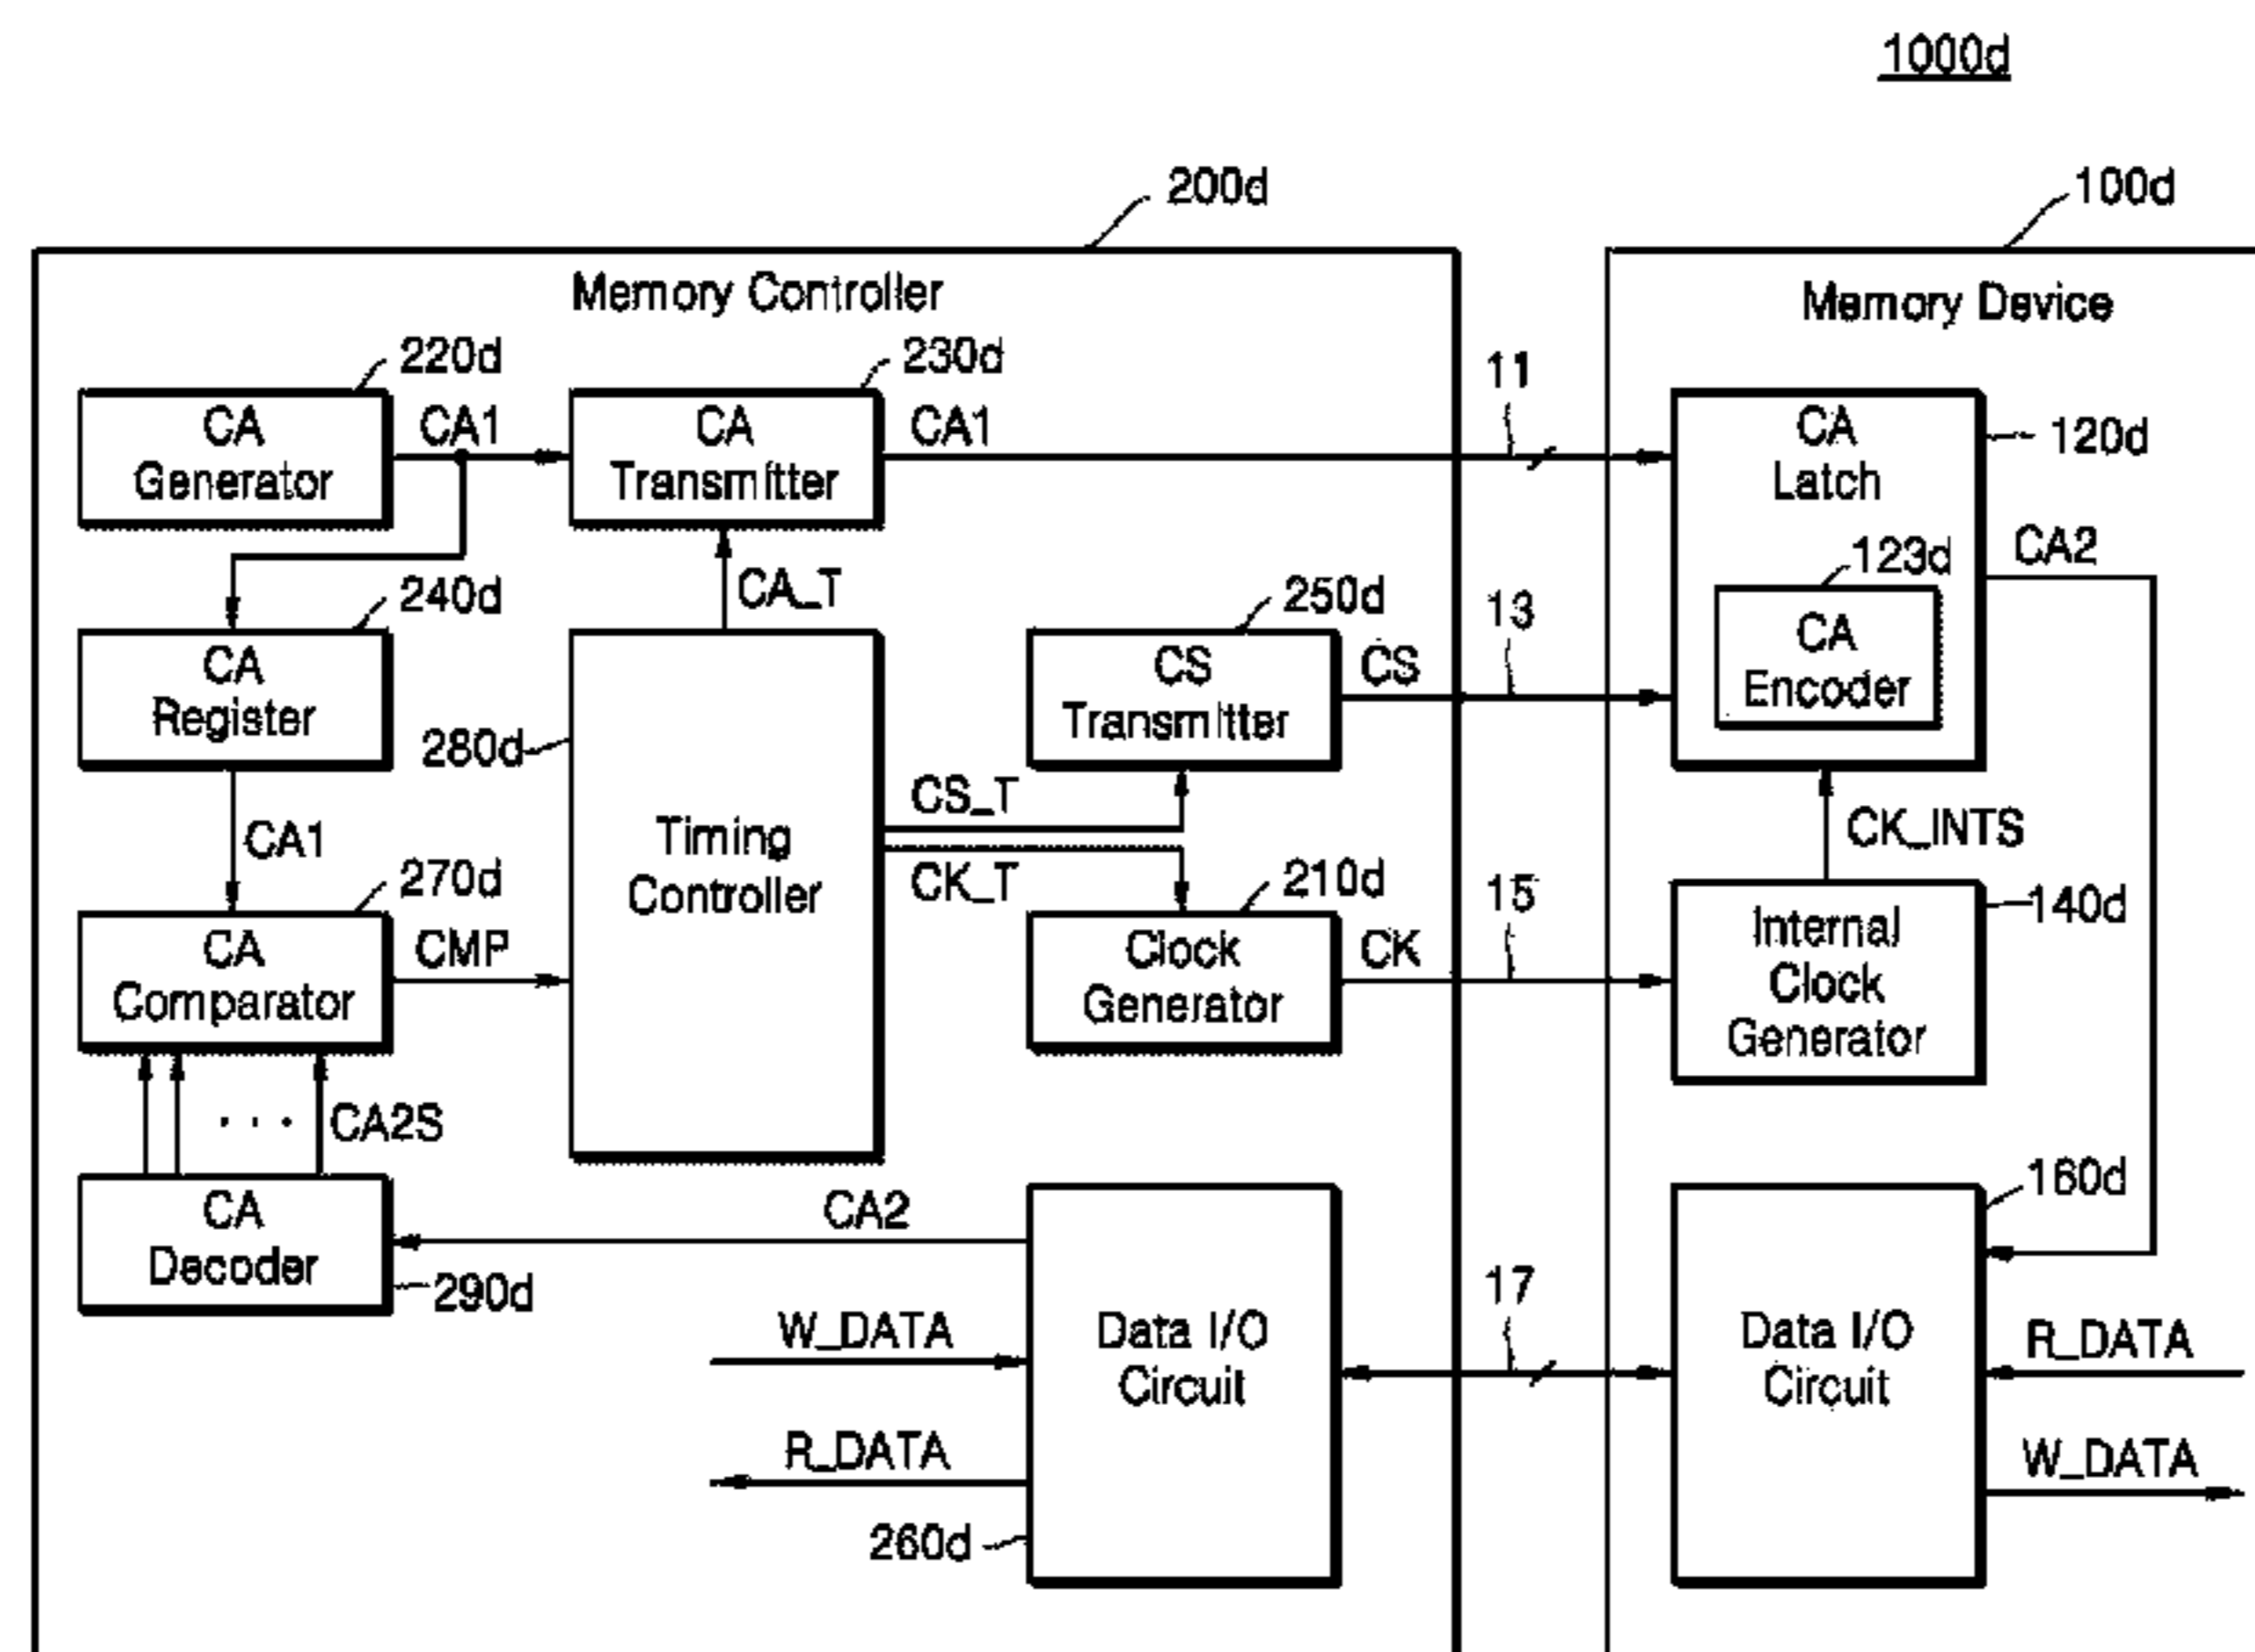 1000d
200d
100d
Memory Controller
Memory Device
220d
230d
11
CA
Generator
CA1
CA
Transmitter
CA1
CA
Latch
120d
123d
CA2
CA
Encoder
240d
CA_T
250d
13
CA
Register
CS
Transmitter
CS
280d
CS_T
CK_INTS
CA1
Timing
Controller
270d
CK_T
210d
15
140d
CA
Comparator
CMP
Clock
Generator
CK
Internal
Clock
Generator
. . .
CA2S
160d
CA
Decoder
CA2
290d
17
W_DATA
Data I/O
Circuit
Data I/O
Circuit
R_DATA
R_DATA
W_DATA
260d